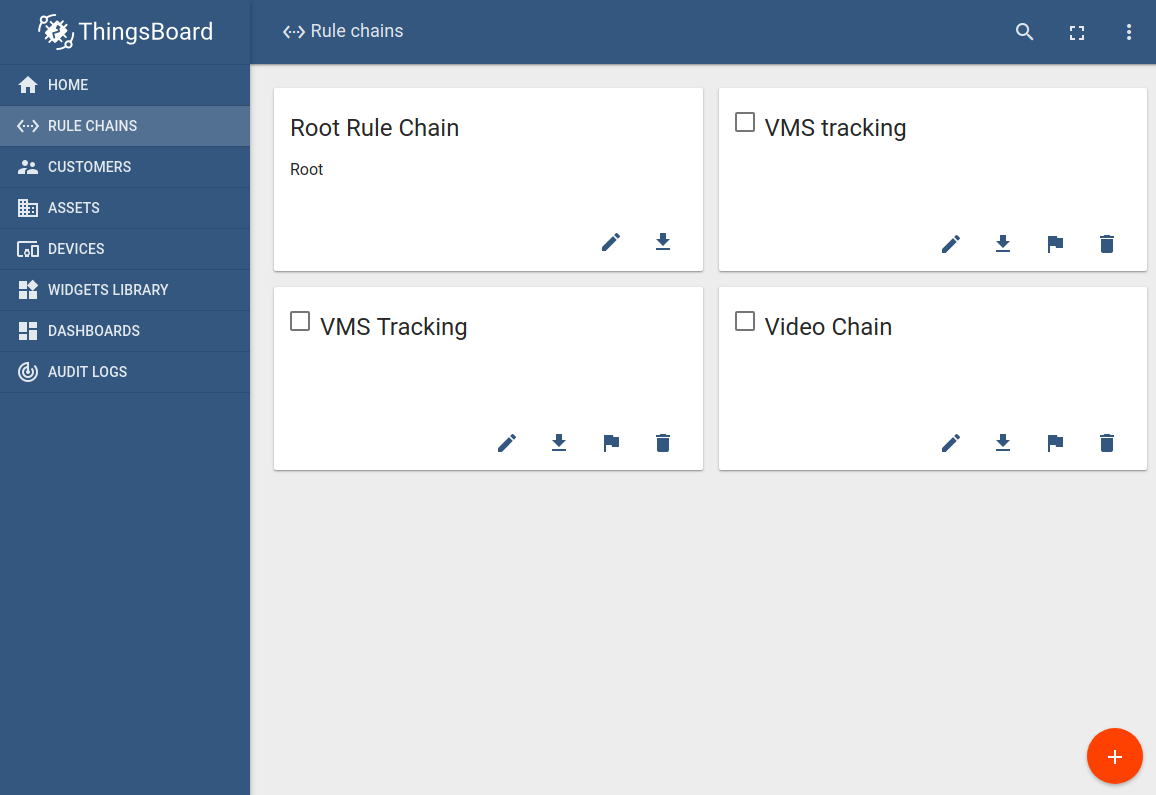 ThingsBoard
Rule chains
HOME
RULE CHAINS
CUSTOMERS
ASSETS
DEVICES
WIDGETS LIBRARY
DASHBOARDS
AUDIT LOGS
Root Rule Chain
Root
VMS tracking
VMS Tracking
Video Chain